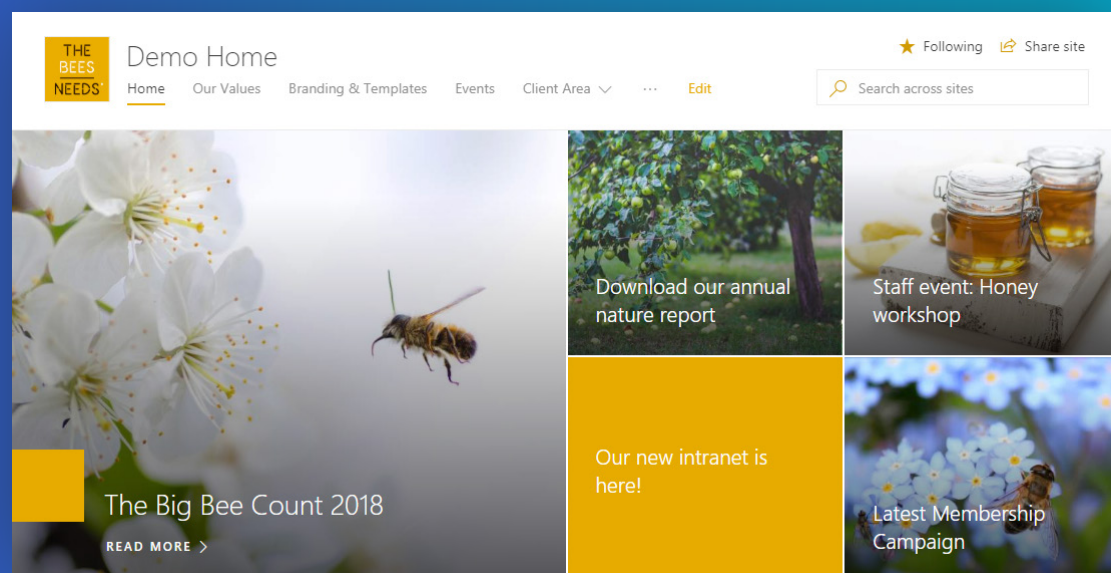 THE
BEES
NEEDS
Demo Home
Following
Share site
Home
Our Values
Branding & Templates
Events
Client Area
···
Edit
Search across sites
Download our annual
nature report
Staff event: Honey
workshop
The Big Bee Count 2018
READ MORE
Our new intranet is
here!
Latest Membership
Campaign